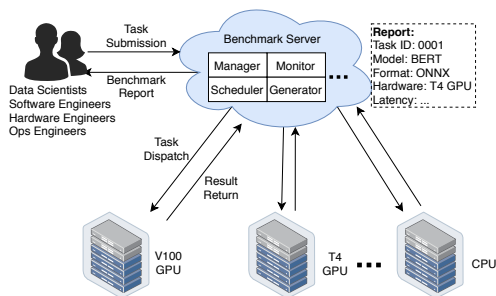 Task
Submission
Benchmark
Report
Data Scientists
Software Engineers
Hardware Engineers
Ops Engineers
Benchmark Server
Manager
Monitor
Scheduler
Generator
...
Report:
Task ID: 0001
Model: BERT
Format: ONNX
Hardware: T4 GPU
Latency: ...
Task
Dispatch
Result
Return
V100
GPU
T4
GPU
...
CPU